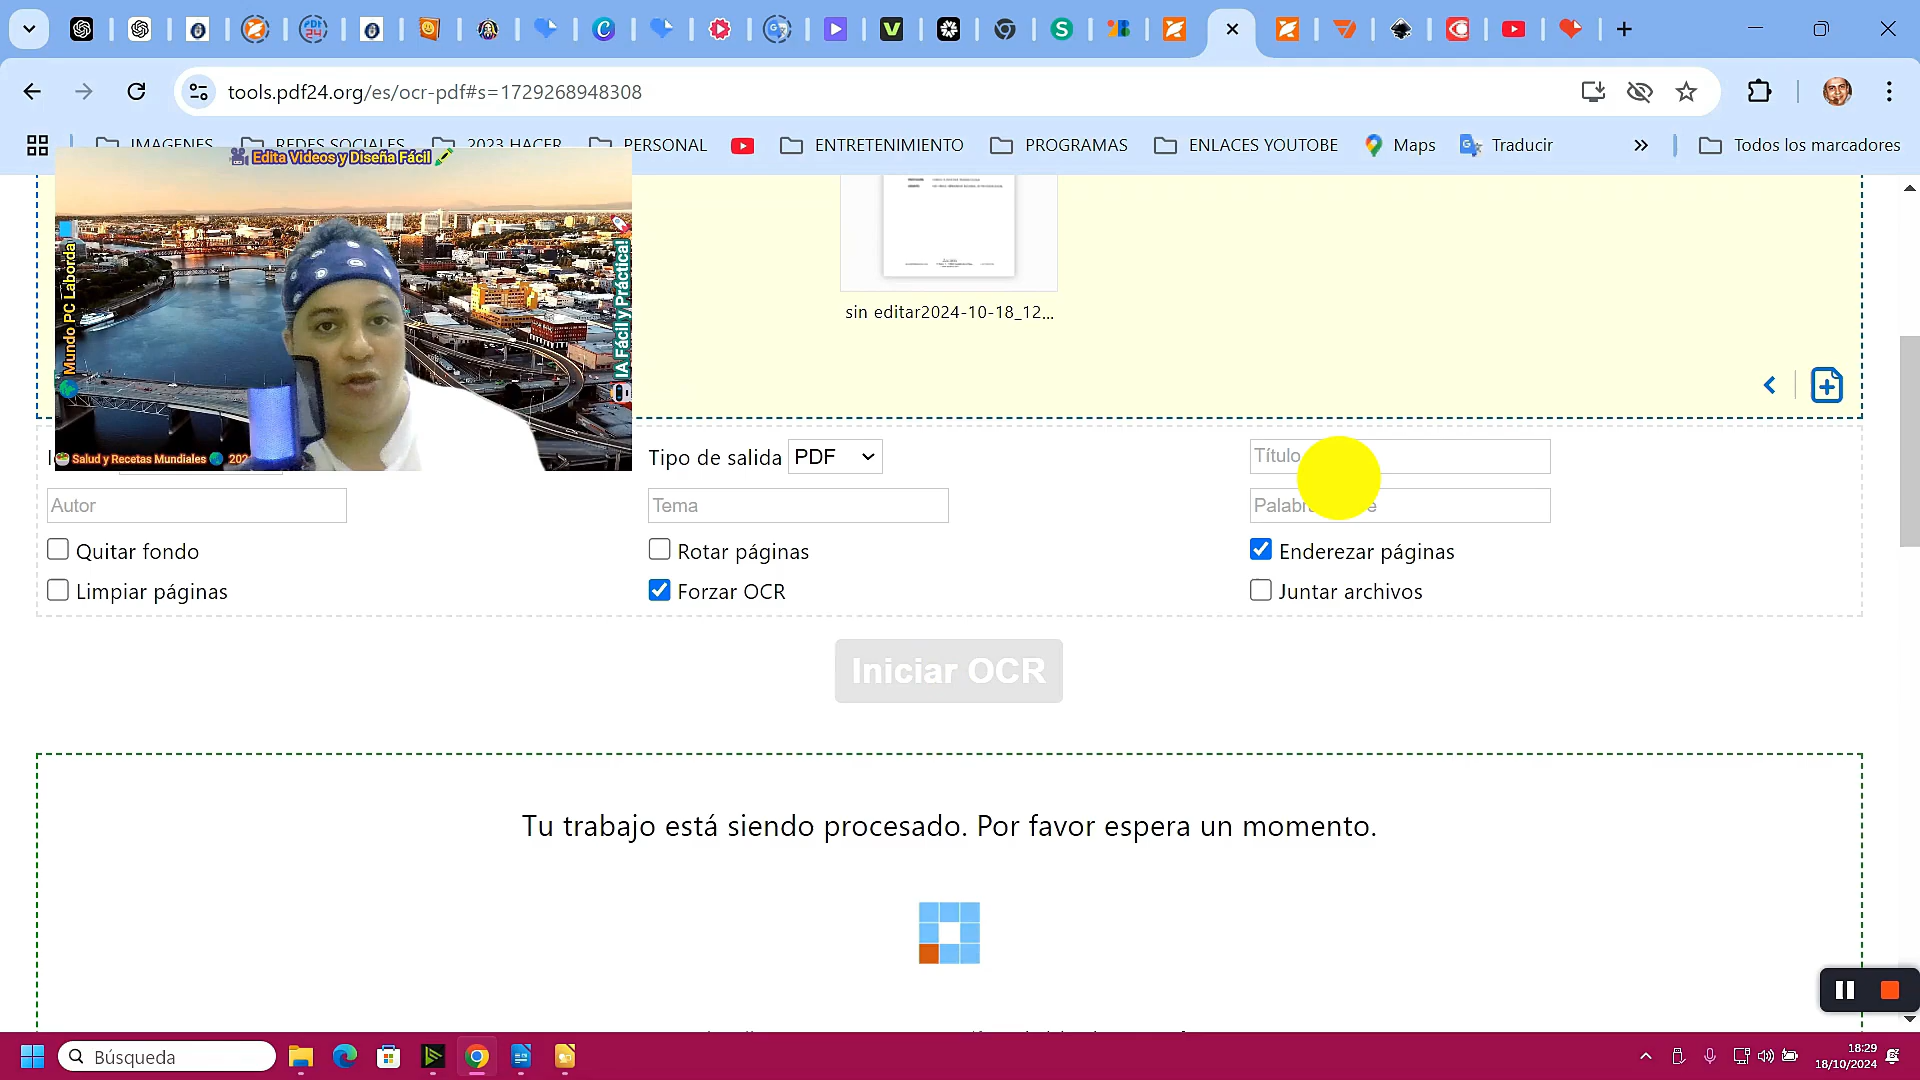 tools.pdf24.org/es/ocr-pdf#s=1729268948308
IMAGENES
REDES SOCIALES
2023 HACER
PERSONAL
ENTRETENIMIENTO
PROGRAMAS
ENLACES YOUTUBE
Maps
Traducir
»
Todos los marcadores
Edita Videos y Diseña Fácil
Mundo PC Laborda
IA Fácil y Práctica!
Salud y Recetas Mundiales
sin editar2024-10-18_12...
Tipo de salida PDF
Título
Autor
Tema
Quitar fondo
Rotar páginas
Enderezar páginas
Limpiar páginas
Forzar OCR
Juntar archivos
Iniciar OCR
Tu trabajo está siendo procesado. Por favor espera un momento.
Búsqueda
18:29
18/10/2024